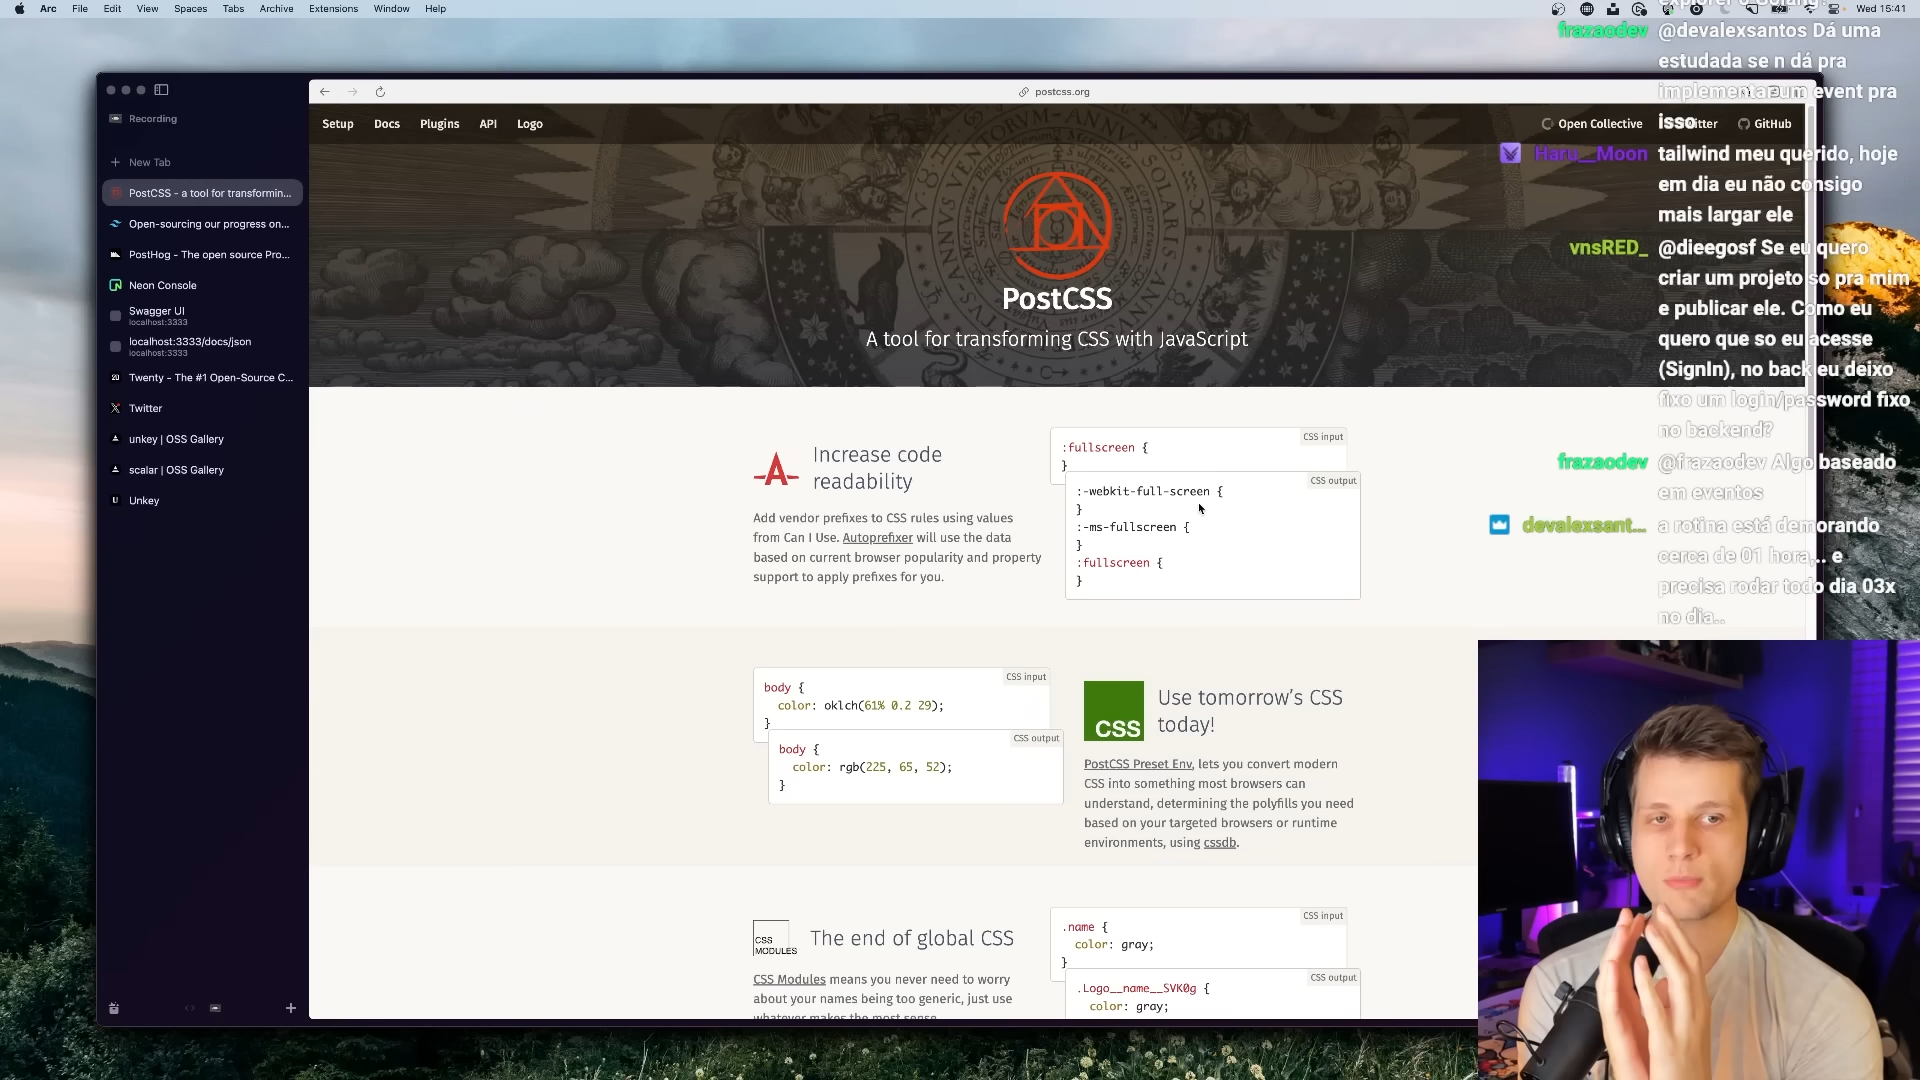 Arc File Edit View Spaces Tabs Archive Extensions Window Help
Wed 15:41
Recording
New Tab
PostCSS - a tool for transformin...
Open-sourcing our progress on...
PostHog - The open source Pro...
Neon Console
Swagger UI
localhost:3333
localhost:3333/docs/json
localhost:3333
Twenty - The #1 Open-Source C...
Twitter
unkey | OSS Gallery
scalar | OSS Gallery
Unkey
postcss.org
Setup Docs Plugins API Logo
Open Collective Twitter GitHub
PostCSS
A tool for transforming CSS with JavaScript
Increase code
readability
Add vendor prefixes to CSS rules using values
from Can I Use. Autoprefixer will use the data
based on current browser popularity and property
support to apply prefixes for you.
CSS input
:fullscreen {
}
CSS output
:-webkit-full-screen {
}
:-ms-fullscreen {
}
:fullscreen {
}
CSS input
body {
color: oklch(61% 0.2 29);
}
CSS output
body {
color: rgb(225, 65, 52);
}
CSS
Use tomorrow’s CSS
today!
PostCSS Preset Env, lets you convert modern
CSS into something most browsers can
understand, determining the polyfills you need
based on your targeted browsers or runtime
environments, using cssdb.
CSS
MODULES
The end of global CSS
CSS Modules means you never need to worry
about your names being too generic, just use
whatever makes the most sense.
CSS input
.name {
color: gray;
}
CSS output
.Logo__name__SVK0g {
color: gray;
frazaodev @devalexsantos Dá uma
estudada se n dá pra
implementar um event pra
isso
Haru__Moon tailwind meu querido, hoje
em dia eu não consigo
mais largar ele
vnsRED_ @dieegosf Se eu quero
criar um projeto so pra mim
e publicar ele. Como eu
quero que so eu acesse
(SignIn), no back eu deixo
fixo um login/password fixo
no backend?
frazaodev @frazaodev Algo baseado
em eventos
devalexsant... a rotina está demorando
cerca de 01 hora,.. e
precisa rodar todo dia 03x
no dia..